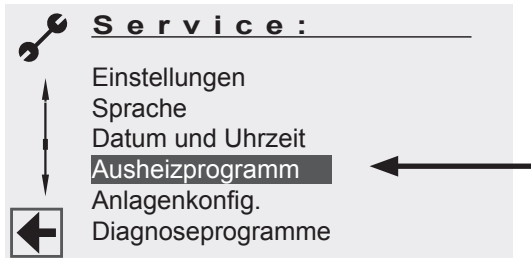 Service:
Einstellungen
Sprache
Datum und Uhrzeit
Ausheizprogramm
Anlagenkonfig.
Diagnoseprogramme